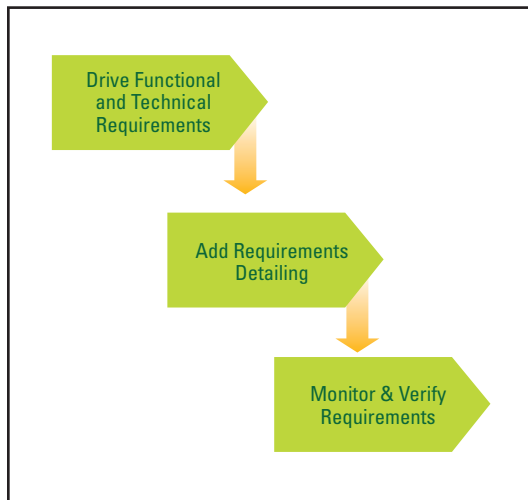 Drive Functional
and Technical
Requirements
Add Requirements
Detailing
Monitor & Verify
Requirements